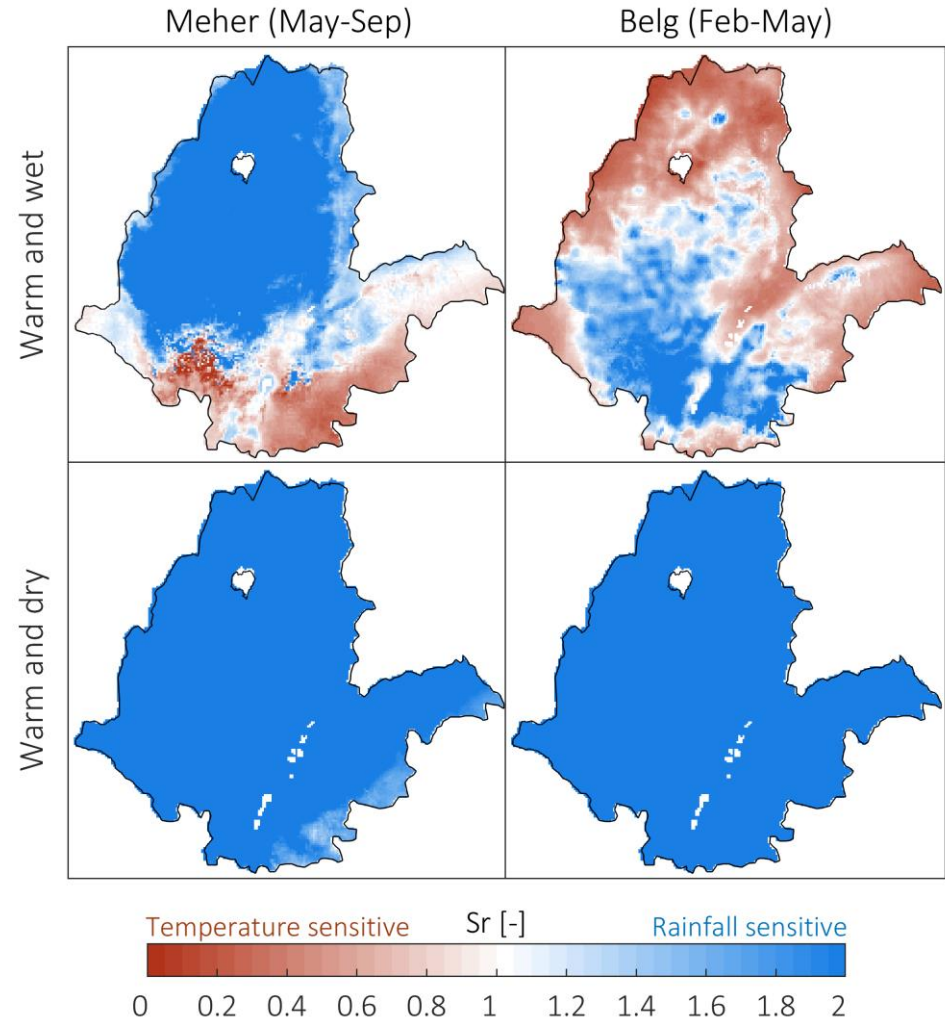 Meher (May-Sep)
Belg (Feb-May)
Warm and wet
Warm and dry
Temperature sensitive
Sr [-]
Rainfall sensitive
0 0.2 0.4 0.6 0.8 1 1.2 1.4 1.6 1.8 2